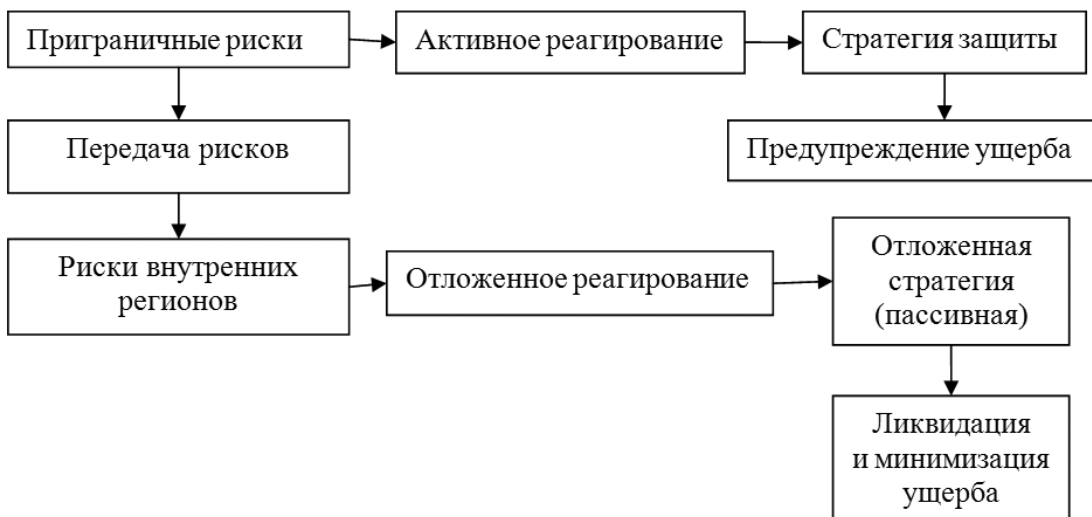 Приграничные риски
Активное реагирование
Стратегия защиты
Передача рисков
Предупреждение ущерба
Риски внутренних
регионов
Отложенное реагирование
Отложенная
стратегия
(пассивная)
Ликвидация
и минимизация
ущерба